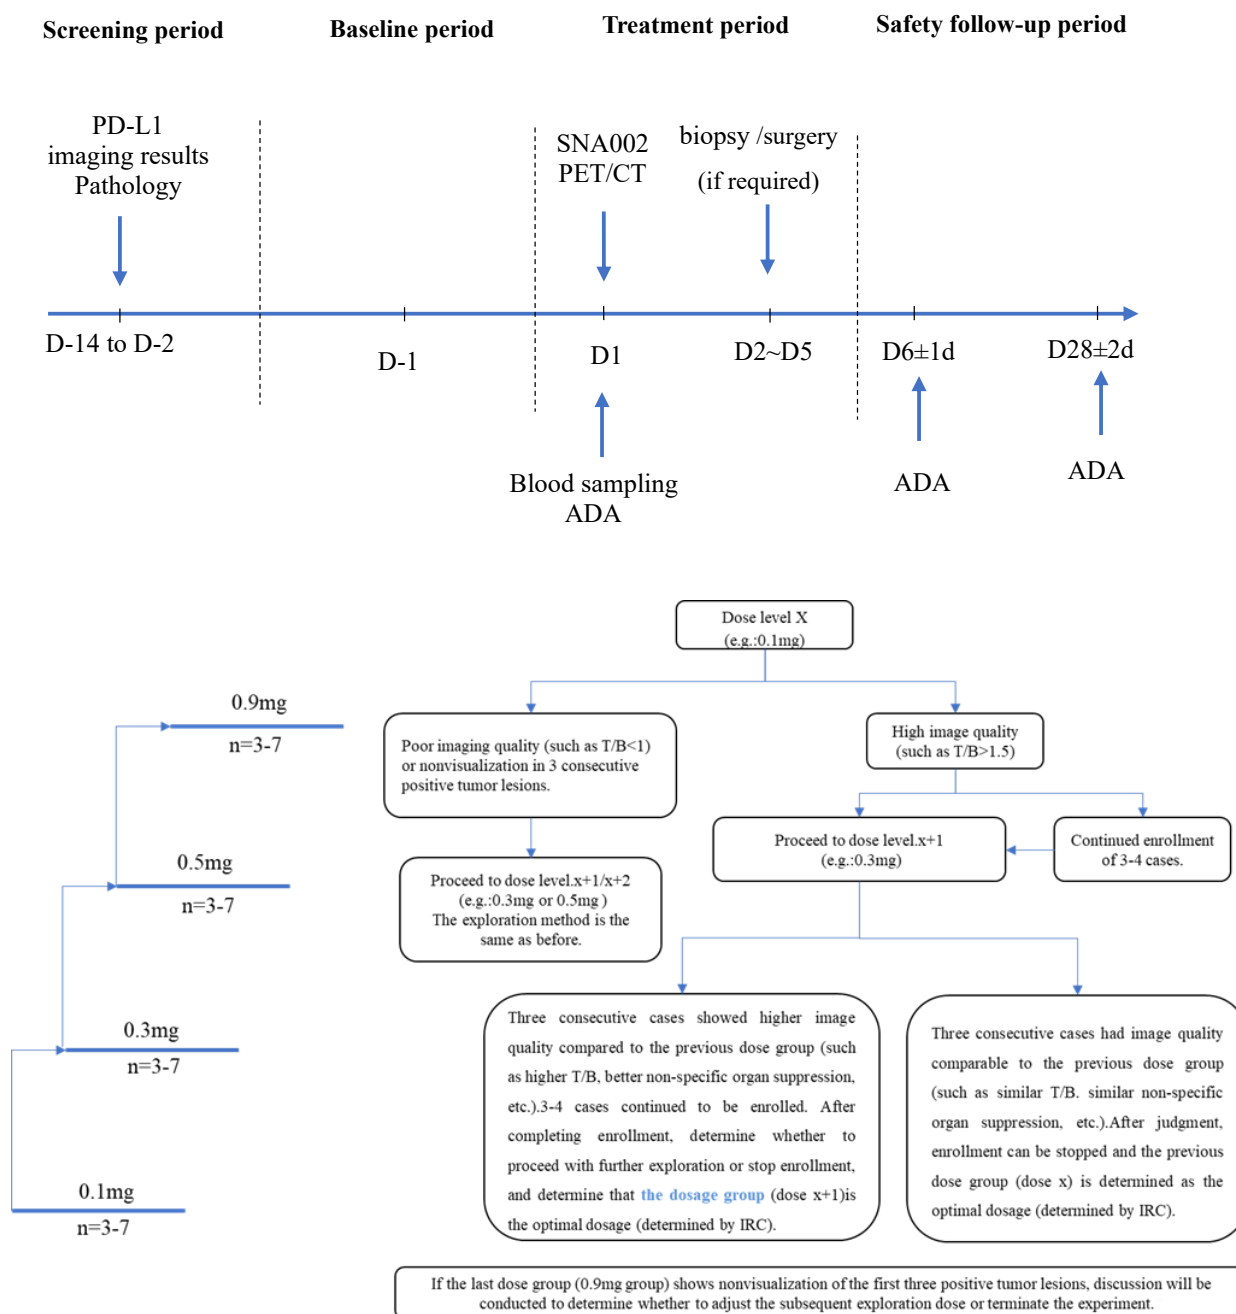 Screening period
Baseline period
Treatment period
Safety follow-up period
PD-L1
imaging results
Pathology
SNA002
PET/CT
biopsy /surgery
(if required)
D-14 to D-2
D-1
D1
D2~D5
D6±1d
D28±2d
Blood sampling
ADA
ADA
ADA
0.9mg
n=3-7
0.5mg
n=3-7
0.3mg
n=3-7
0.1mg
n=3-7
Dose level X
(e.g.:0.1mg)
Poor imaging quality (such as T/B<1)
or nonvisualization in 3 consecutive
positive tumor lesions.
High image quality
(such as T/B>1.5)
Proceed to dose level.x+1/x+2
(e.g.:0.3mg or 0.5mg )
The exploration method is the
same as before.
Proceed to dose level.x+1
(e.g.:0.3mg)
Continued enrollment
of 3-4 cases.
Three consecutive cases showed higher image
quality compared to the previous dose group (such
as higher T/B, better non-specific organ suppression,
etc.).3-4 cases continued to be enrolled. After
completing enrollment, determine whether to
proceed with further exploration or stop enrollment,
and determine that the dosage group (dose x+1)is
the optimal dosage (determined by IRC).
Three consecutive cases had image quality
comparable to the previous dose group
(such as similar T/B. similar non-specific
organ suppression, etc.).After judgment,
enrollment can be stopped and the previous
dose group (dose x) is determined as the
optimal dosage (determined by IRC).
If the last dose group (0.9mg group) shows nonvisualization of the first three positive tumor lesions, discussion will be
conducted to determine whether to adjust the subsequent exploration dose or terminate the experiment.